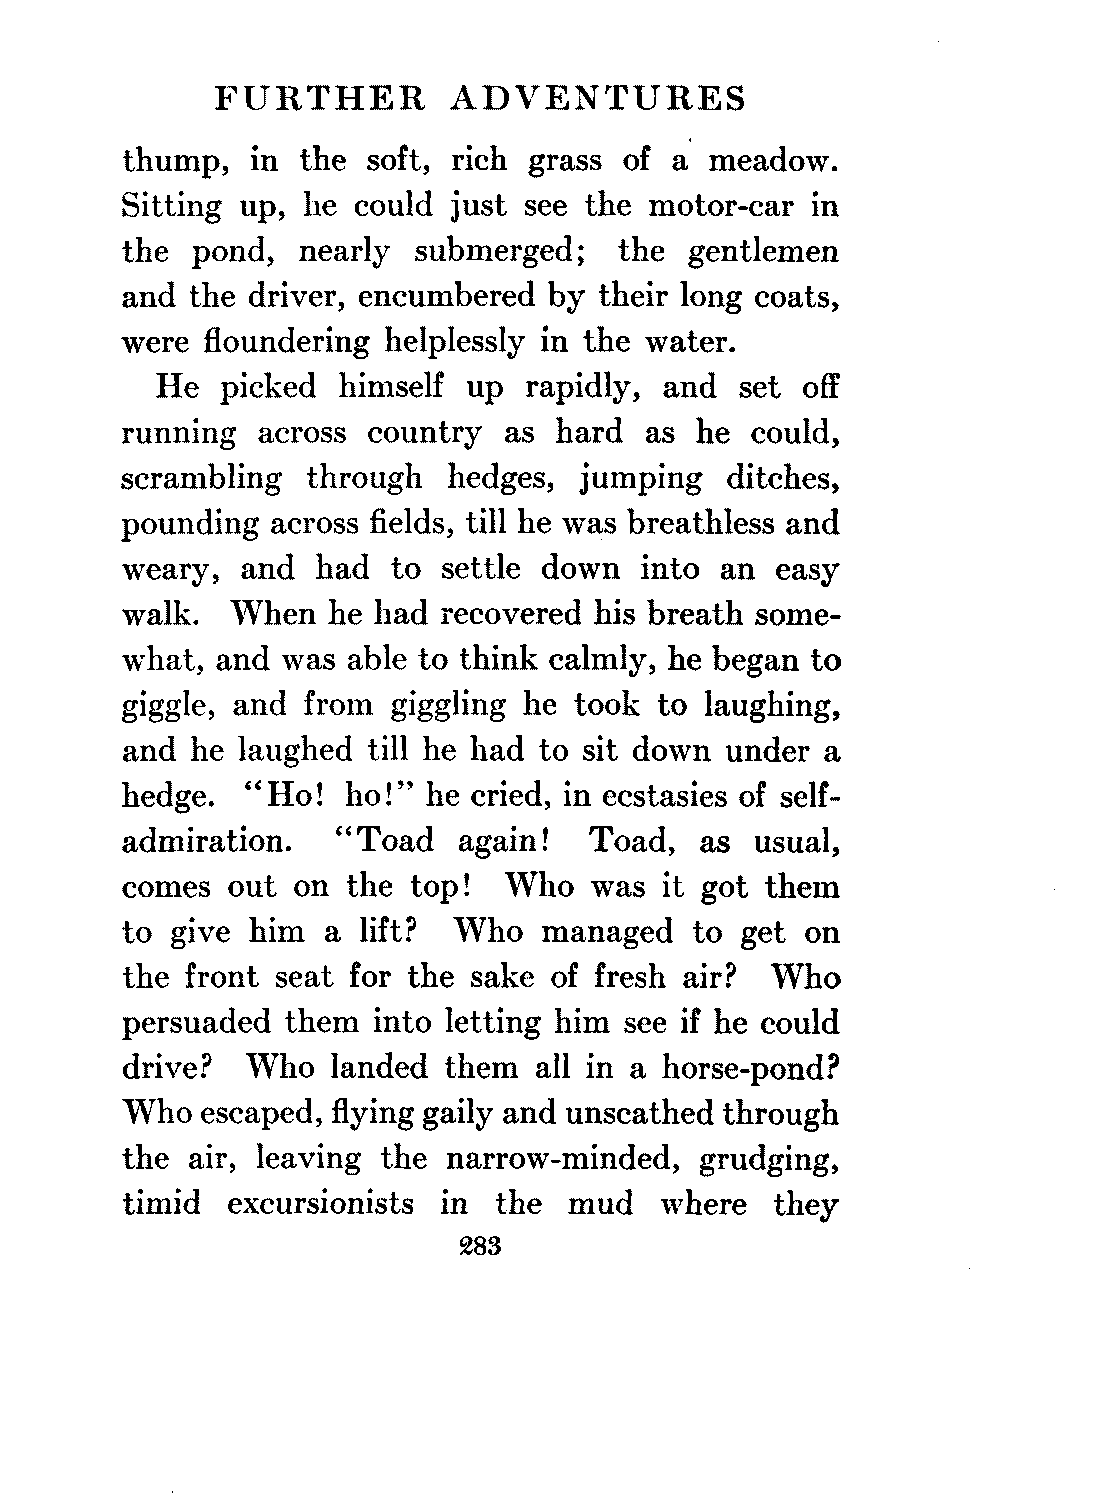 FURTHER ADVENTURES
thump, in the soft, rich grass of a meadow.
Sitting up, he could just see the motor-car in
the pond, nearly submerged; the gentlemen
and the driver, encumbered by their long coats,
were floundering helplessly in the water.
He picked himself up rapidly, and set off
running across country as hard as he could,
scrambling through hedges, jumping ditches,
pounding across fields, till he was breathless and
weary, and had to settle down into an easy
walk. When he had recovered his breath some-
what, and was able to think calmly, he began to
giggle, and from giggling he took to laughing,
and he laughed till he had to sit down under a
hedge. "Ho! ho!" he cried, in ecstasies of self-
admiration. "Toad again! Toad, as usual,
comes out on the top! Who was it got them
to give him a lift? Who managed to get on
the front seat for the sake of fresh air? Who
persuaded them into letting him see if he could
drive? Who landed them all in a horse-pond?
Who escaped, flying gaily and unscathed through
the air, leaving the narrow-minded, grudging,
timid excursionists in the mud where they
283